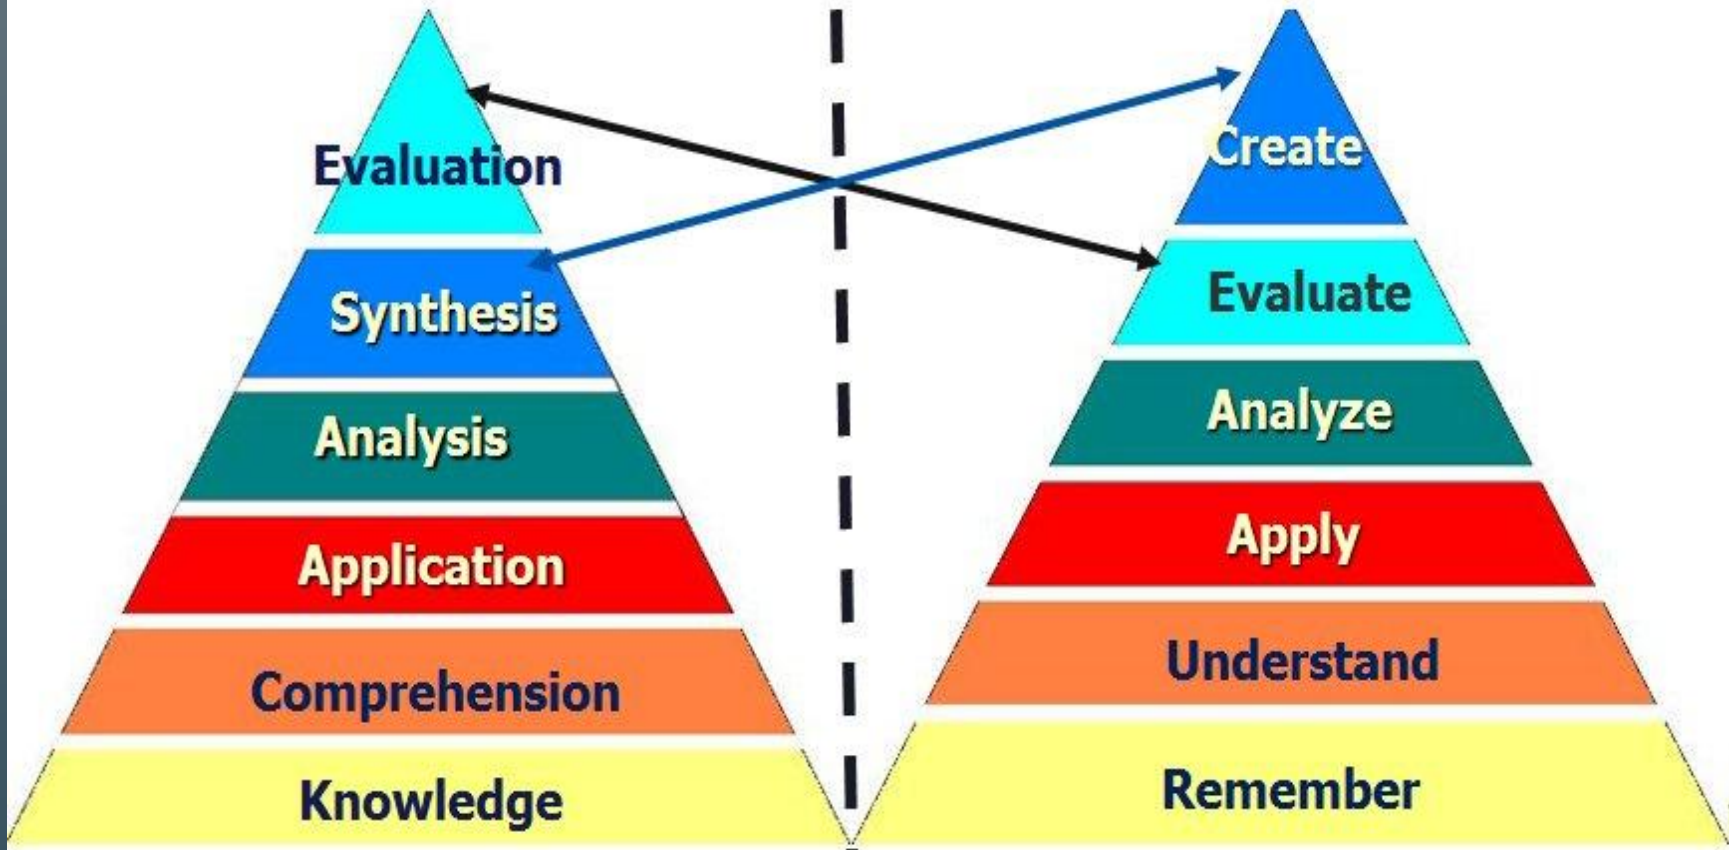 Evaluation
Synthesis
Analysis
Application
Comprehension
Knowledge
Create
Evaluate
Analyze
Apply
Understand
Remember